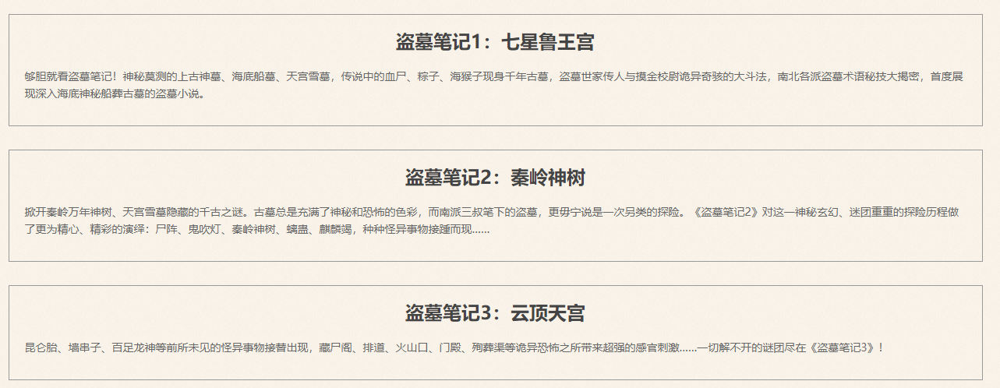 盗墓笔记1：七星鲁王宫
够胆就看盗墓笔记！神秘莫测的上古神墓、海底船墓、天宫雪墓，传说中的血尸、粽子、海猴子现身千年古墓，盗墓世家传人与摸金校尉诡异奇骇的大斗法，南北各派盗墓术语秘技大揭密，首度展
现深入海底神秘船葬古墓的盗墓小说。
盗墓笔记2：秦岭神树
掀开秦岭万年神树、天宫雪墓隐藏的千古之谜。古墓总是充满了神秘和恐怖的色彩，而南派三叔笔下的盗墓，更毋宁说是一次另类的探险。《盗墓笔记2》对这一神秘玄幻、迷团重重的探险历程做
了更为精心、精彩的演绎：尸阵、鬼吹灯、秦岭神树、螭蛊、麒麟竭，种种怪异事物接踵而现……
盗墓笔记3：云顶天宫
昆仑胎、墙串子、百足龙神等前所未见的怪异事物接替出现，藏尸阁、排道、火山口、门殿、殉葬渠等诡异恐怖之所带来超强的感官刺激……一切解不开的谜团尽在《盗墓笔记3》！